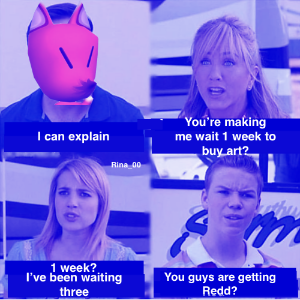 I can explain
You're making
me wait 1 week to
buy art?
Rina_00
1 week?
I've been waiting
three
You guys are getting
Redd?